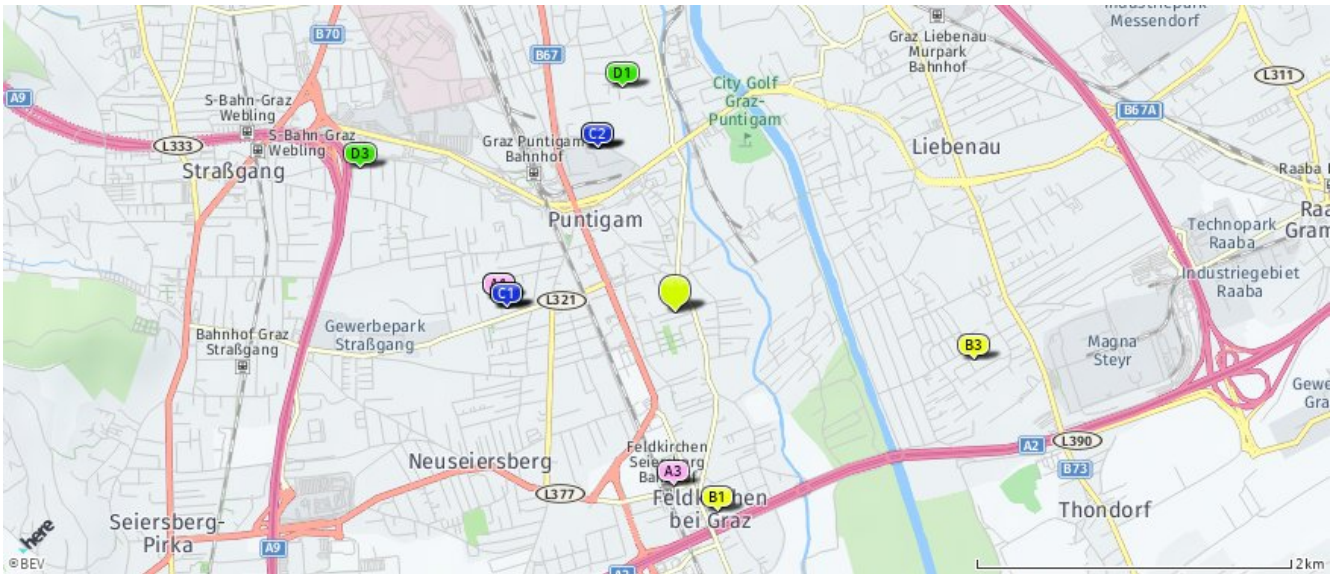 Industriepark
Messendorf
B70
B67
Graz Liebenau
Murpark
Bahnhof
D1
L311
City Golf
Graz-
Puntigam
A9
S-Bahn-Graz
Webling
B67A
C2
S-Bahn-Graz
Webling
L333
Graz Puntigam
Bahnhof
D3
Liebenau
Straßgang
Raaba
Puntigam
Technopark
Raaba
Industriegebiet
Raaba
C1
L321
Gewerbepark
Straßgang
Bahnhof Graz
Straßgang
B3
Magna
Steyr
Neuseiersberg
Feldkirchen
A3
A2
L390
B73
L377
B1
bei Graz
Thondorf
Seiersberg-
Pirka
A9
here
©BEV
2km